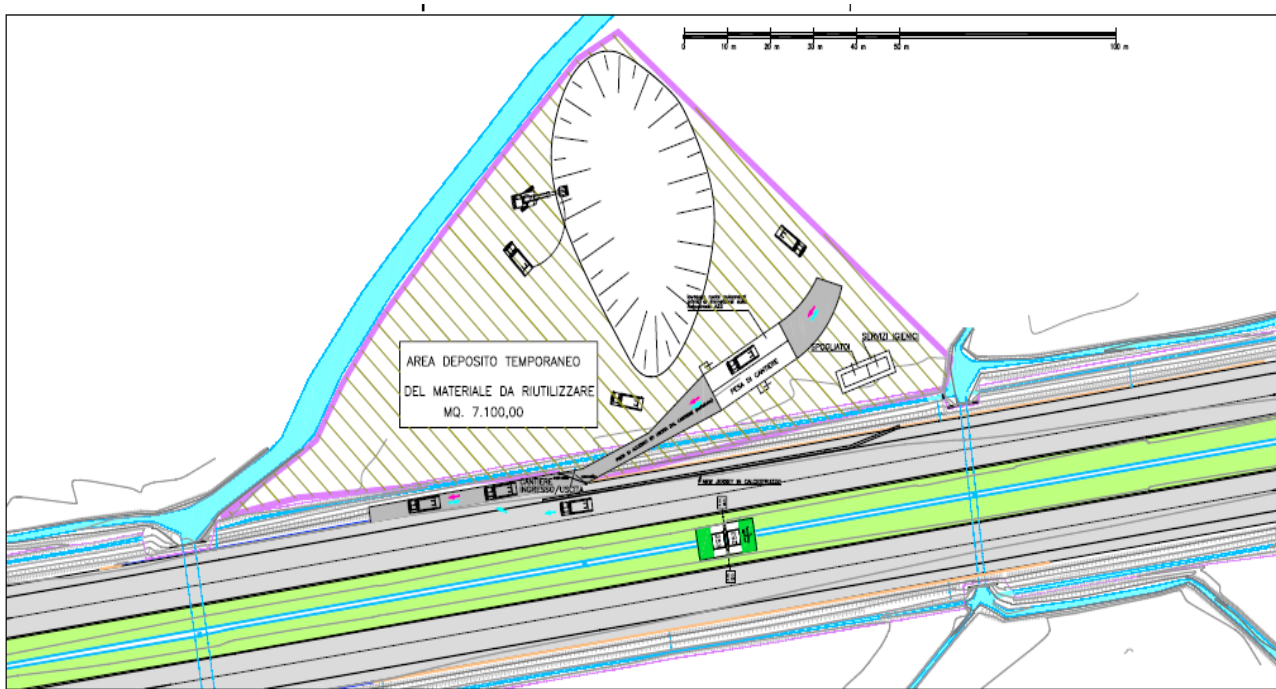 0 10 m 20 m 30 m 40 m 50 m 100 m
SERVIZI IGIENICI
SPOGLIATOI
AREA DEPOSITO TEMPORANEO
DEL MATERIALE DA RIUTILIZZARE
MQ. 7.100,00
PESA DI CANTIERE
CANTIERE
INGRESSO/USCITA
NEW JERSEY IN CALCESTRUZZO